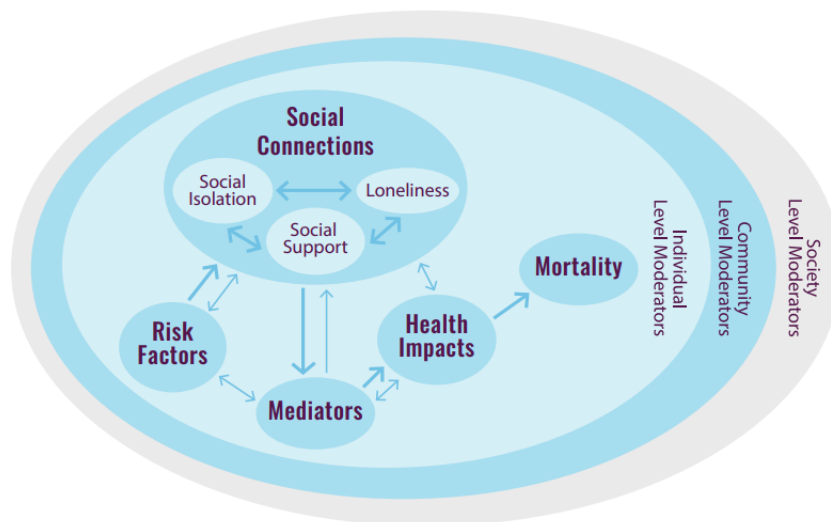 Social
Connections
Social
Isolation
Loneliness
Social
Support
Risk
Factors
Mediators
Health
Impacts
Mortality
Individual
Level Moderators
Community
Level Moderators
Society
Level Moderators